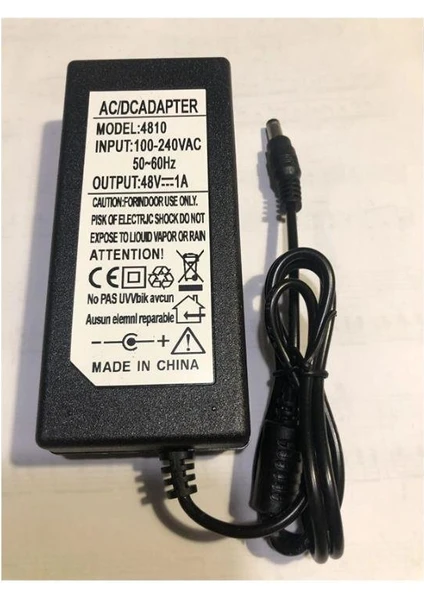 AC/DCADAPTER
MODEL:4810
INPUT:100-240VAC
50~60Hz
OUTPUT:48V⎓1A
CAUTION:FORINDOOR USE ONLY.
PISK OF ELECTRJC SHOCK DO NOT
EXPOSE TO LIOUID VAPOR OR RAIN
ATTENTION!
CE
No PAS UVVbik avcun
Ausun elemnl reparable
- +
MADE IN CHINA